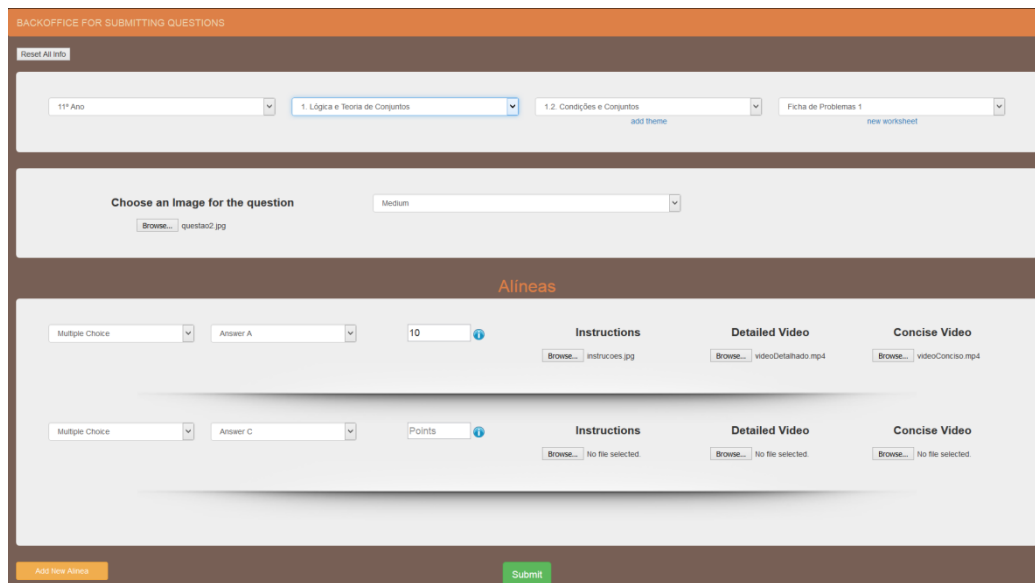 BACKOFFICE FOR SUBMITTING QUESTIONS
Reset All Info
11º Ano 1. Lógica e Teoria de Conjuntos 1.2. Condições e Conjuntos Ficha de Problemas 1
add theme new worksheet
Choose an Image for the question Medium
Browse... questao2.jpg
Alíneas
Multiple Choice Answer A 10 Instructions Detailed Video Concise Video
Browse... instrucoes.jpg Browse... videoDetalhado.mp4 Browse... videoConciso.mp4
Multiple Choice Answer C Points Instructions Detailed Video Concise Video
Browse... No file selected. Browse... No file selected. Browse... No file selected.
Add New Alínea Submit